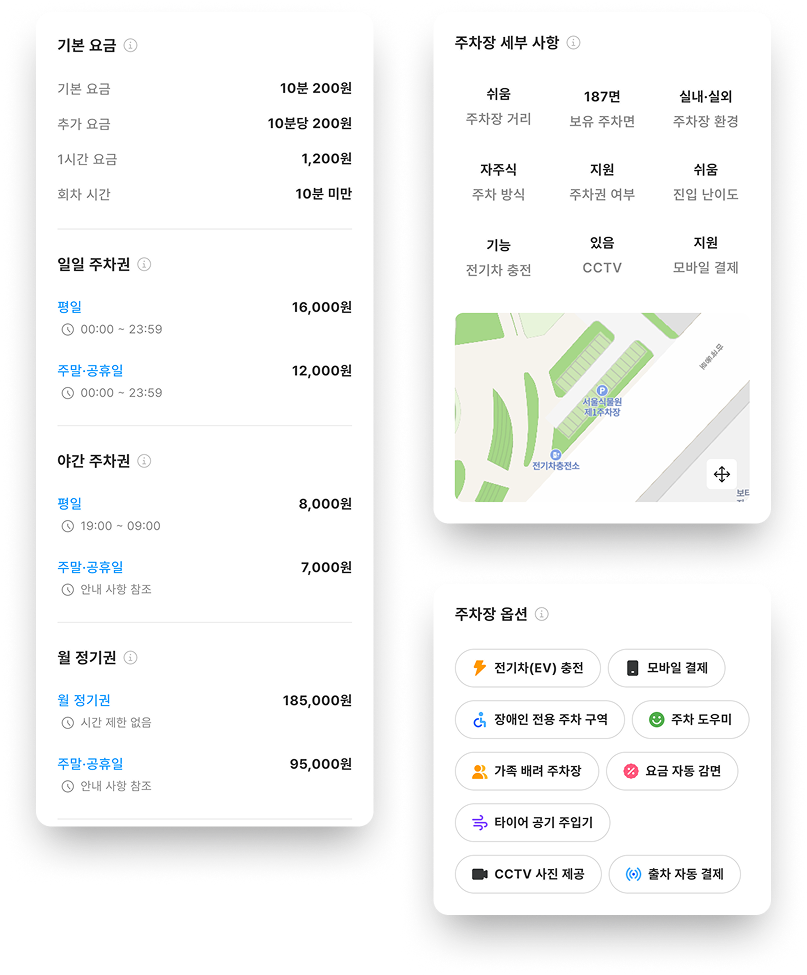 기본 요금
기본 요금 10분 200원
추가 요금 10분당 200원
1시간 요금 1,200원
회차 시간 10분 미만
일일 주차권
평일 16,000원
00:00 ~ 23:59
주말·공휴일 12,000원
00:00 ~ 23:59
야간 주차권
평일 8,000원
19:00 ~ 09:00
주말·공휴일 7,000원
안내 사항 참조
월 정기권
월 정기권 185,000원
시간 제한 없음
주말·공휴일 95,000원
안내 사항 참조
주차장 세부 사항
쉬움 187면 실내·실외
주차장 거리 보유 주차면 주차장 환경
자주식 지원 쉬움
주차 방식 주차권 여부 진입 난이도
기능 있음 지원
전기차 충전 CCTV 모바일 결제
P
서울식물원
제1주차장
전기차충전소
보타
주차장 옵션
전기차(EV) 충전 모바일 결제
장애인 전용 주차 구역 주차 도우미
가족 배려 주차장 요금 자동 감면
타이어 공기 주입기
CCTV 사진 제공 출차 자동 결제